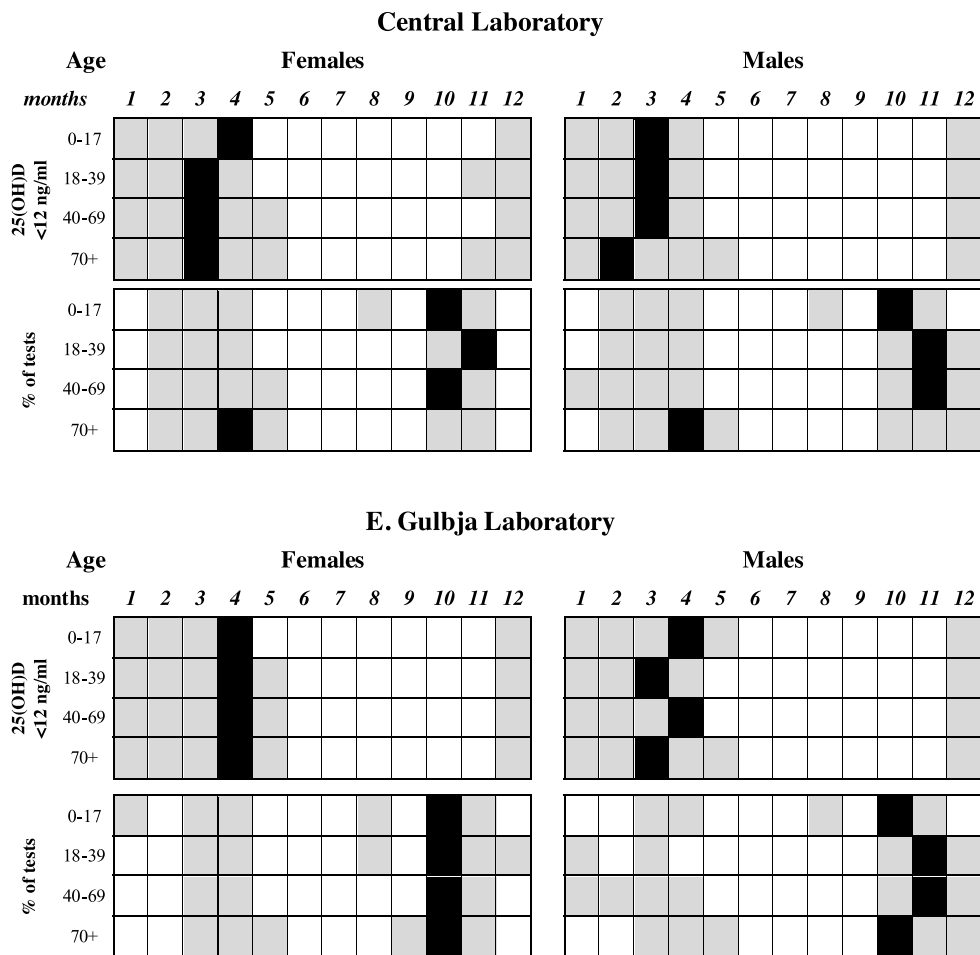 Central Laboratory
Age Females Males
months 1 2 3 4 5 6 7 8 9 10 11 12 1 2 3 4 5 6 7 8 9 10 11 12
25(OH)D
<12 ng/ml
0-17
18-39
40-69
70+
% of tests
0-17
18-39
40-69
70+
E. Gulbja Laboratory
Age Females Males
months 1 2 3 4 5 6 7 8 9 10 11 12 1 2 3 4 5 6 7 8 9 10 11 12
25(OH)D
<12 ng/ml
0-17
18-39
40-69
70+
% of tests
0-17
18-39
40-69
70+